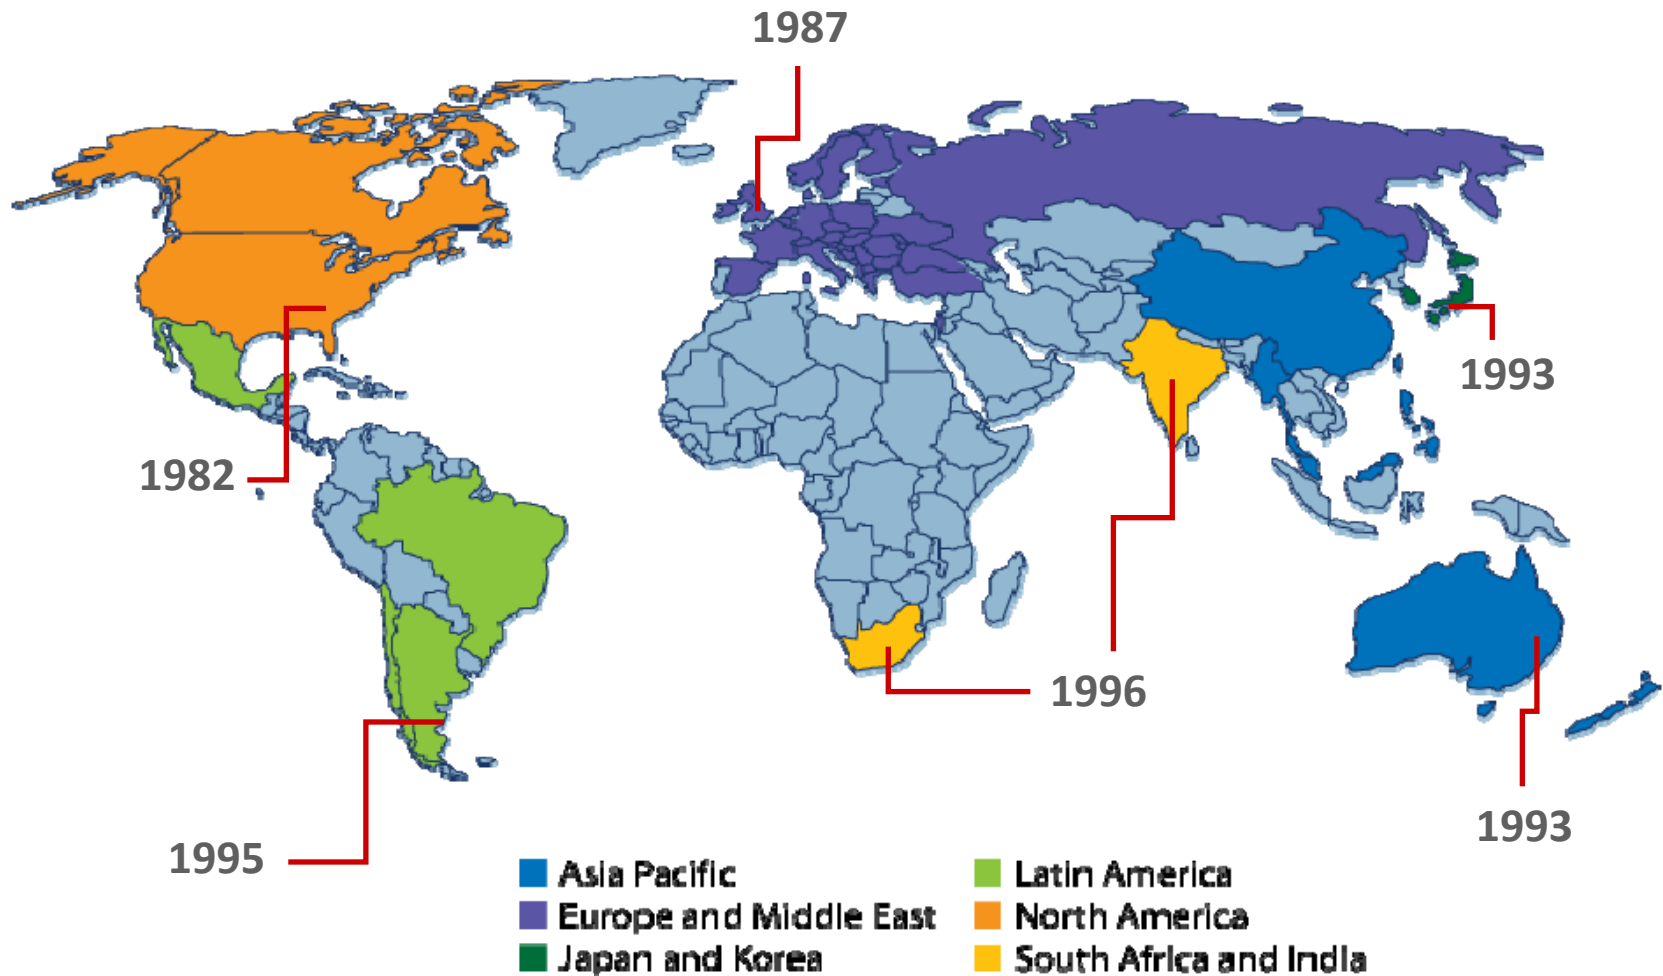 1987
1993
1982
1996
1993
1995
Asia Pacific
Europe and Middle East
Japan and Korea
Latin America
North America
South Africa and India